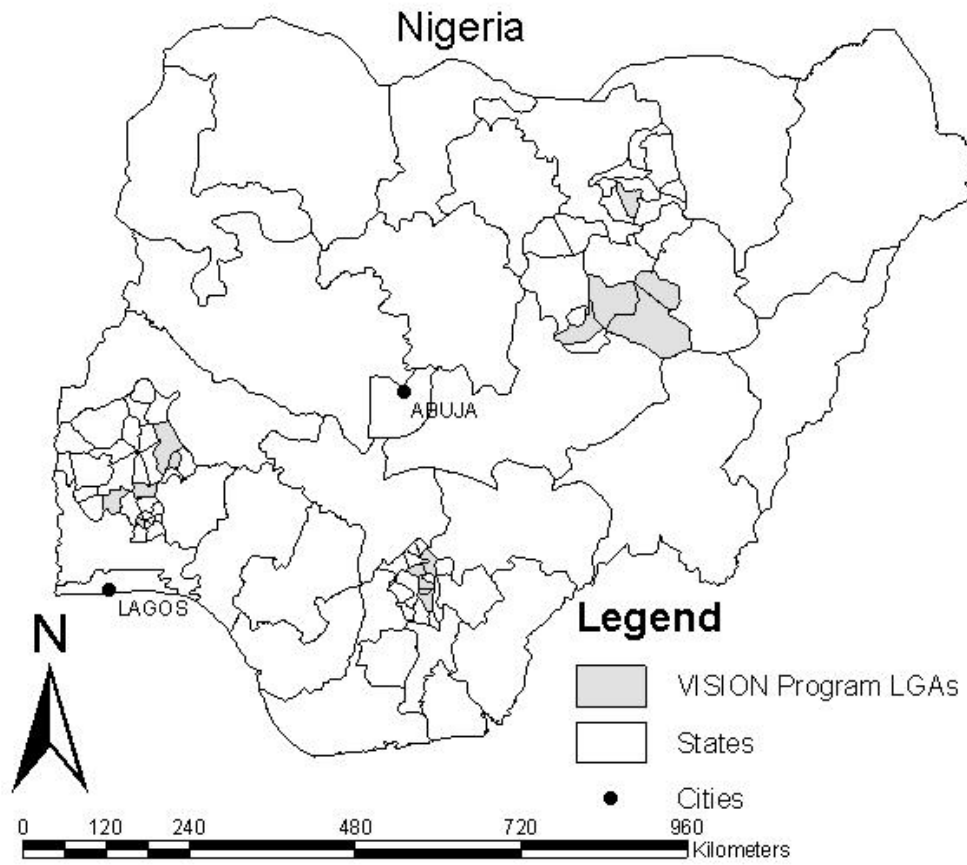 Nigeria
ABUJA
LAGOS
N
Legend
VISION Program LGAs
States
Cities
0 120 240 480 720 960
Kilometers